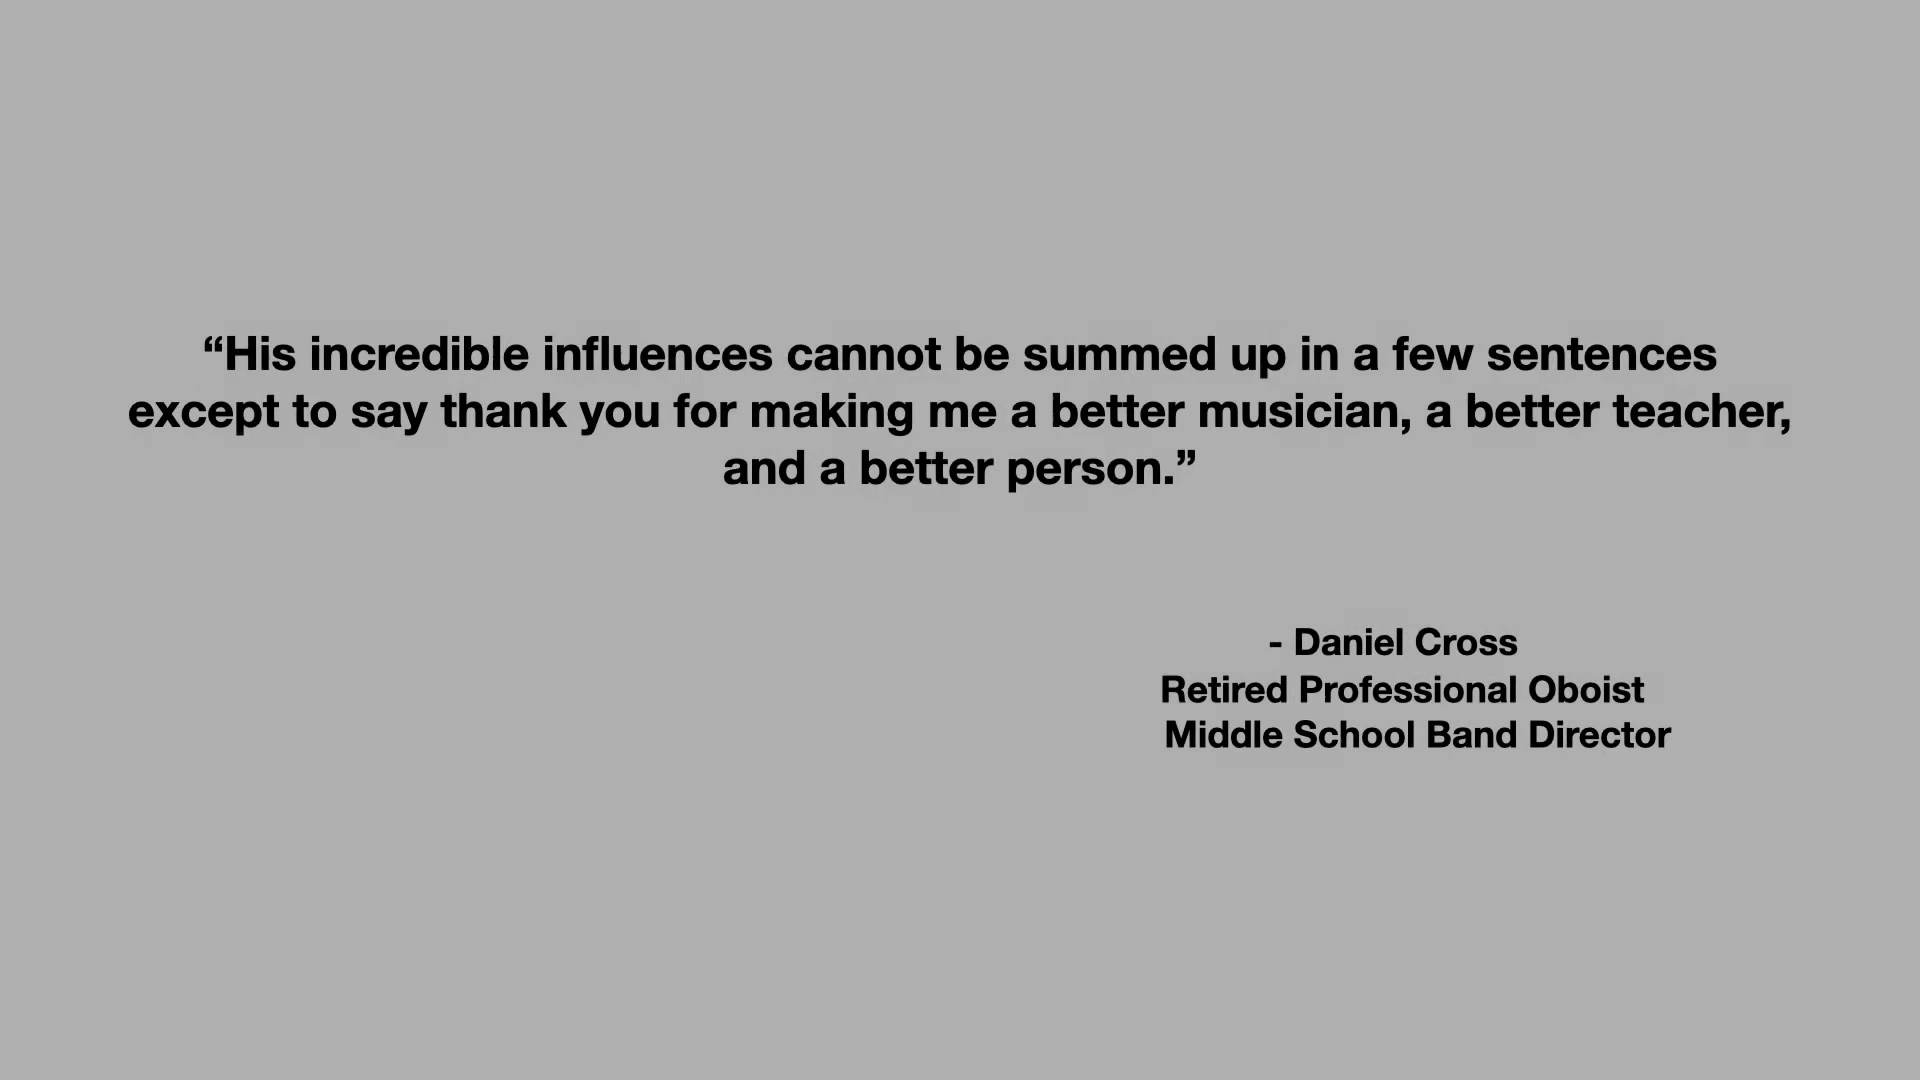 “His incredible influences cannot be summed up in a few sentences
except to say thank you for making me a better musician, a better teacher,
and a better person.”
- Daniel Cross
Retired Professional Oboist
Middle School Band Director